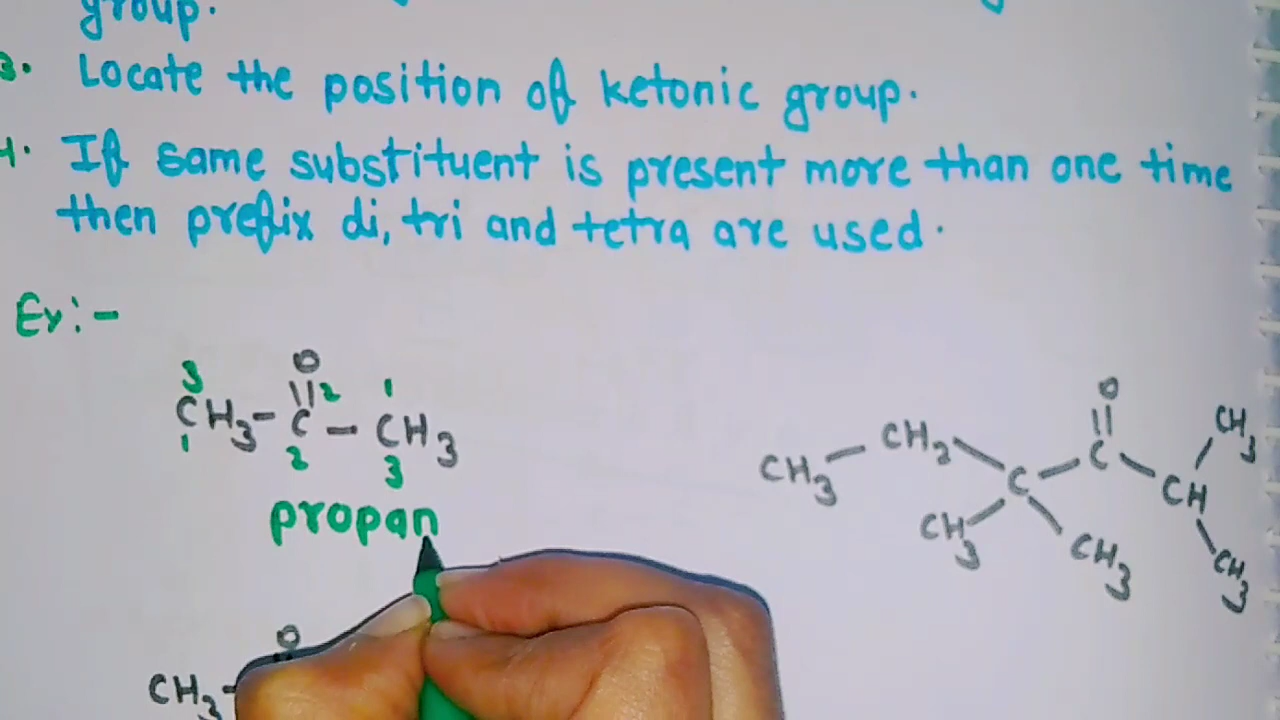 group.
3. Locate the position of ketonic group.
4. If same substituent is present more than one time
then prefix di, tri and tetra are used.
Ex:-
O
||
3 2 1
CH3 - C - CH3
1 2 3
propan
O
CH3 -
O
||
CH3 - CH2 - C - C - CH - CH3
CH3 CH3 CH3